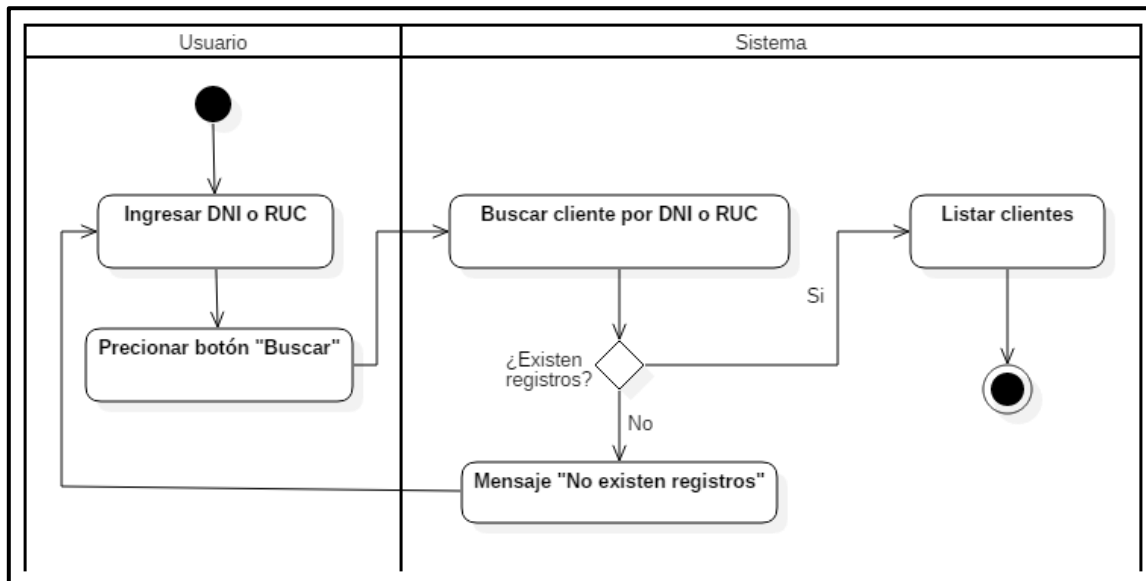 Usuario
Sistema
Ingresar DNI o RUC
Buscar cliente por DNI o RUC
Listar clientes
Si
Precionar botón "Buscar"
¿Existen
registros?
No
Mensaje "No existen registros"